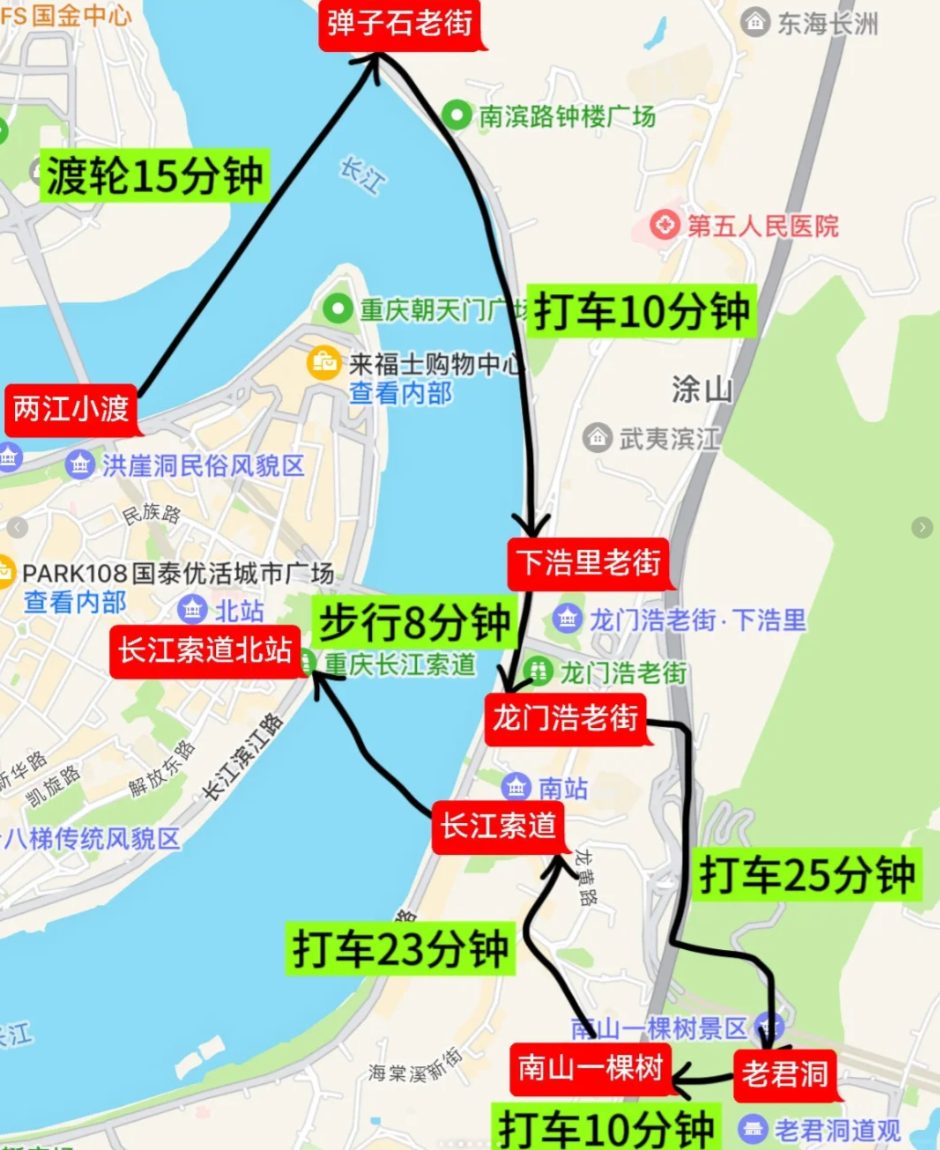 FS国金中心
弹子石老街
东海长洲
南滨路钟楼广场
渡轮15分钟
长江
第五人民医院
重庆朝天门广场
打车10分钟
来福士购物中心
查看内部
涂山
两江小渡
武夷滨江
洪崖洞民俗风貌区
民族路
下浩里老街
PARK108国泰优活城市广场
查看内部
北站
步行8分钟
龙门浩老街·下浩里
长江索道北站
重庆长江索道
龙门浩老街
龙门浩老街
长江滨江路
解放东路
新华路
凯旋路
南站
长江索道
八梯传统风貌区
龙黄路
打车25分钟
路
打车23分钟
南山一棵树景区
长江
海棠溪新街
南山一棵树
老君洞
打车10分钟
老君洞道观